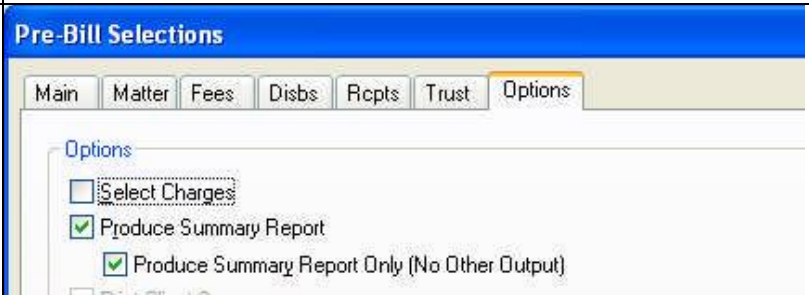 Pre-Bill Selections
Main Matter Fees Disbs Rcpts Trust Options
Options
Select Charges
Produce Summary Report
Produce Summary Report Only (No Other Output)